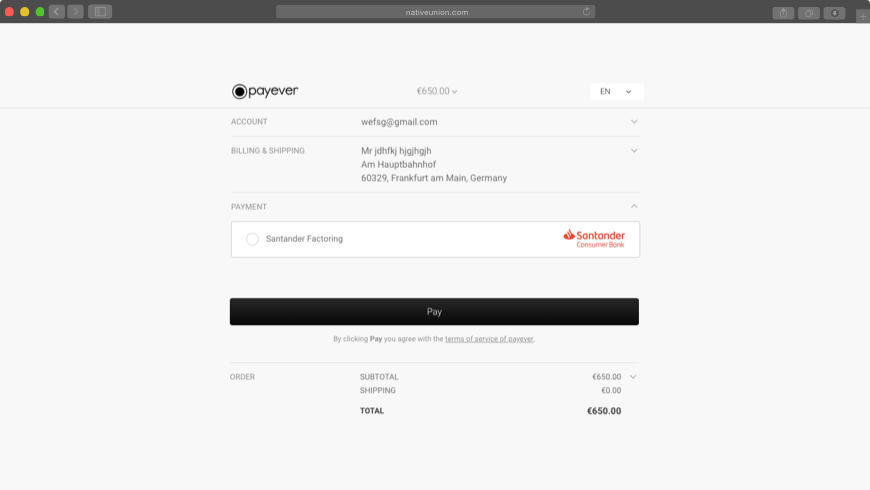 nativeunion.com
payever
€650.00
EN
ACCOUNT
wefsg@gmail.com
BILLING & SHIPPING
Mr jdhfkj hjgjhgjh
Am Hauptbahnhof
60329, Frankfurt am Main, Germany
PAYMENT
Santander Factoring
Santander
Consumer Bank
Pay
By clicking Pay you agree with the terms of service of payever.
ORDER
SUBTOTAL €650.00
SHIPPING €0.00
TOTAL €650.00